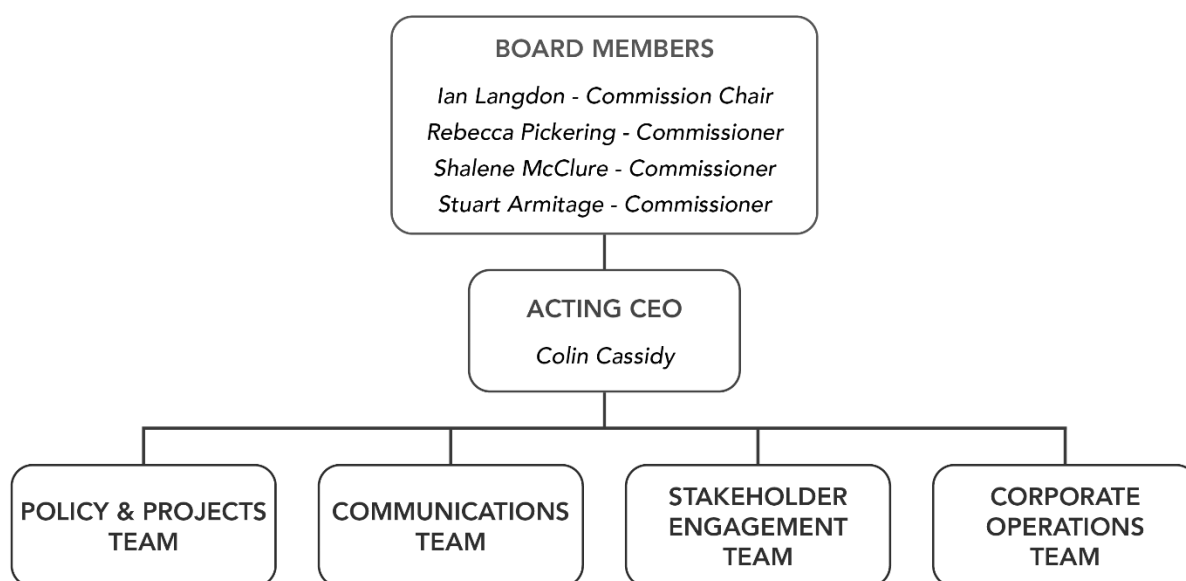 BOARD MEMBERS
Ian Langdon - Commission Chair
Rebecca Pickering - Commissioner
Shalene McClure - Commissioner
Stuart Armitage - Commissioner
ACTING CEO
Colin Cassidy
POLICY & PROJECTS
TEAM
COMMUNICATIONS
TEAM
STAKEHOLDER
ENGAGEMENT
TEAM
CORPORATE
OPERATIONS
TEAM